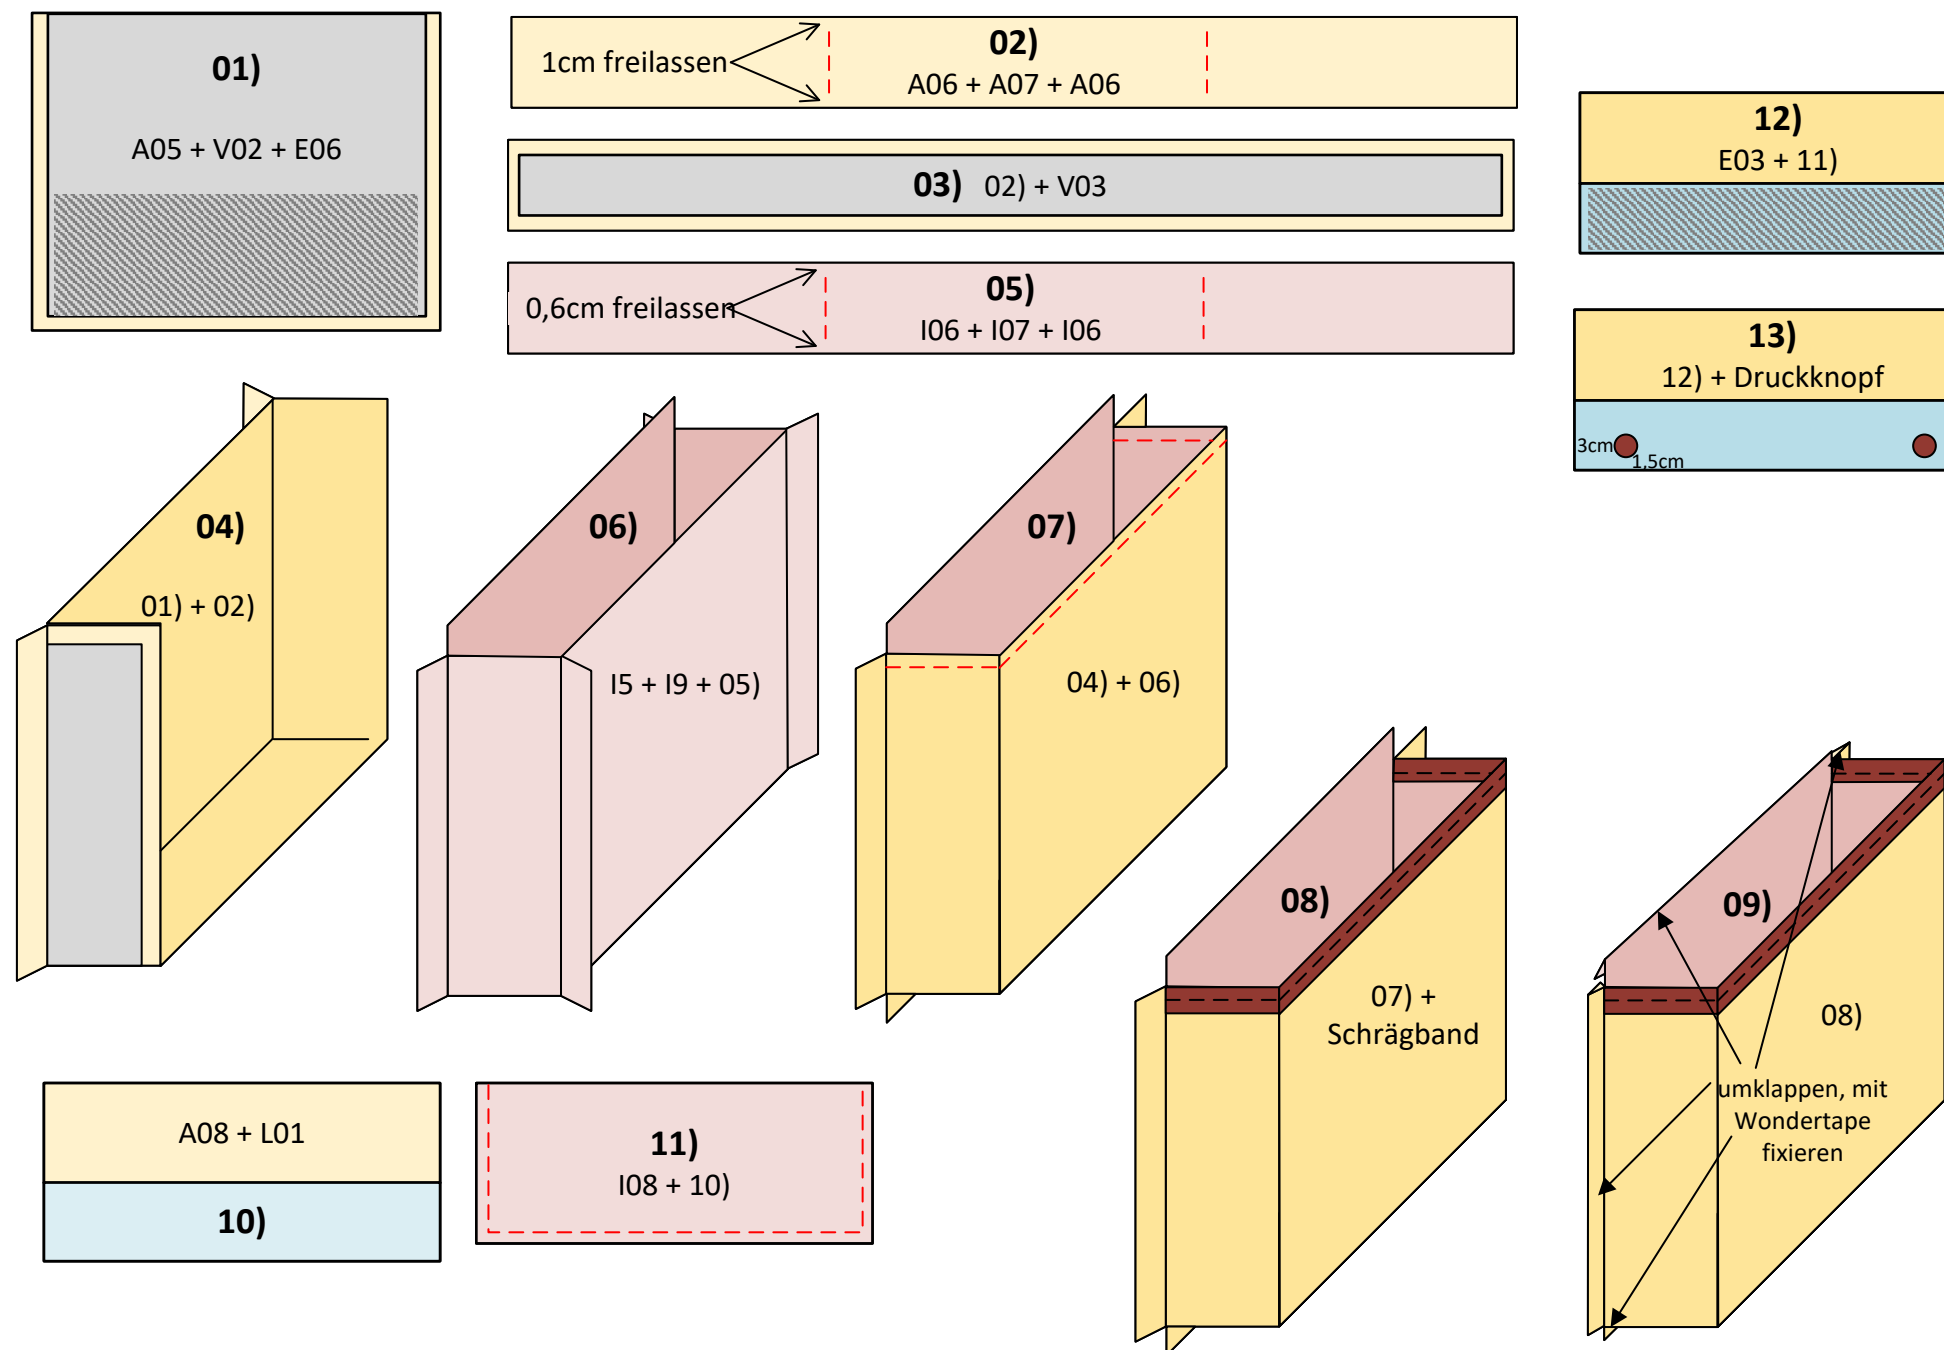 01)
A05 + V02 + E06
1cm freilassen
02)
A06 + A07 + A06
03) 02) + V03
0,6cm freilassen
05)
I06 + I07 + I06
12)
E03 + 11)
13)
12) + Druckknopf
3cm
1,5cm
04)
01) + 02)
06)
I5 + I9 + 05)
07)
04) + 06)
08)
07) +
Schrägband
09)
08)
umklappen, mit
Wondertape
fixieren
A08 + L01
10)
11)
I08 + 10)